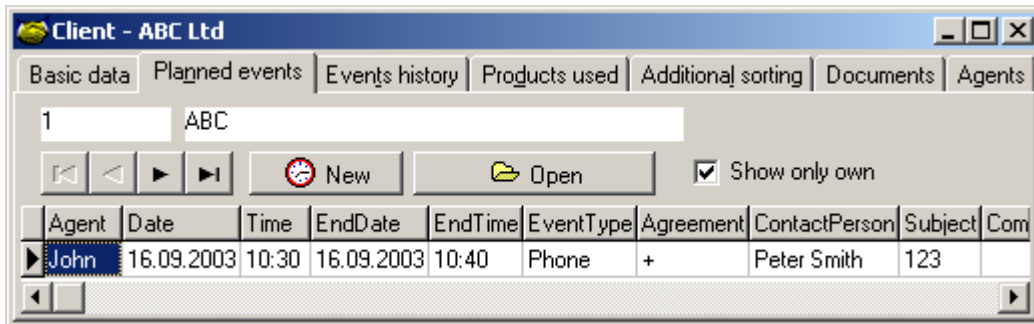 Client - ABC Ltd
Basic data Planned events Events history Products used Additional sorting Documents Agents
1 ABC
New Open Show only own
Agent Date Time EndDate EndTime EventType Agreement ContactPerson Subject Com
John 16.09.2003 10:30 16.09.2003 10:40 Phone + Peter Smith 123